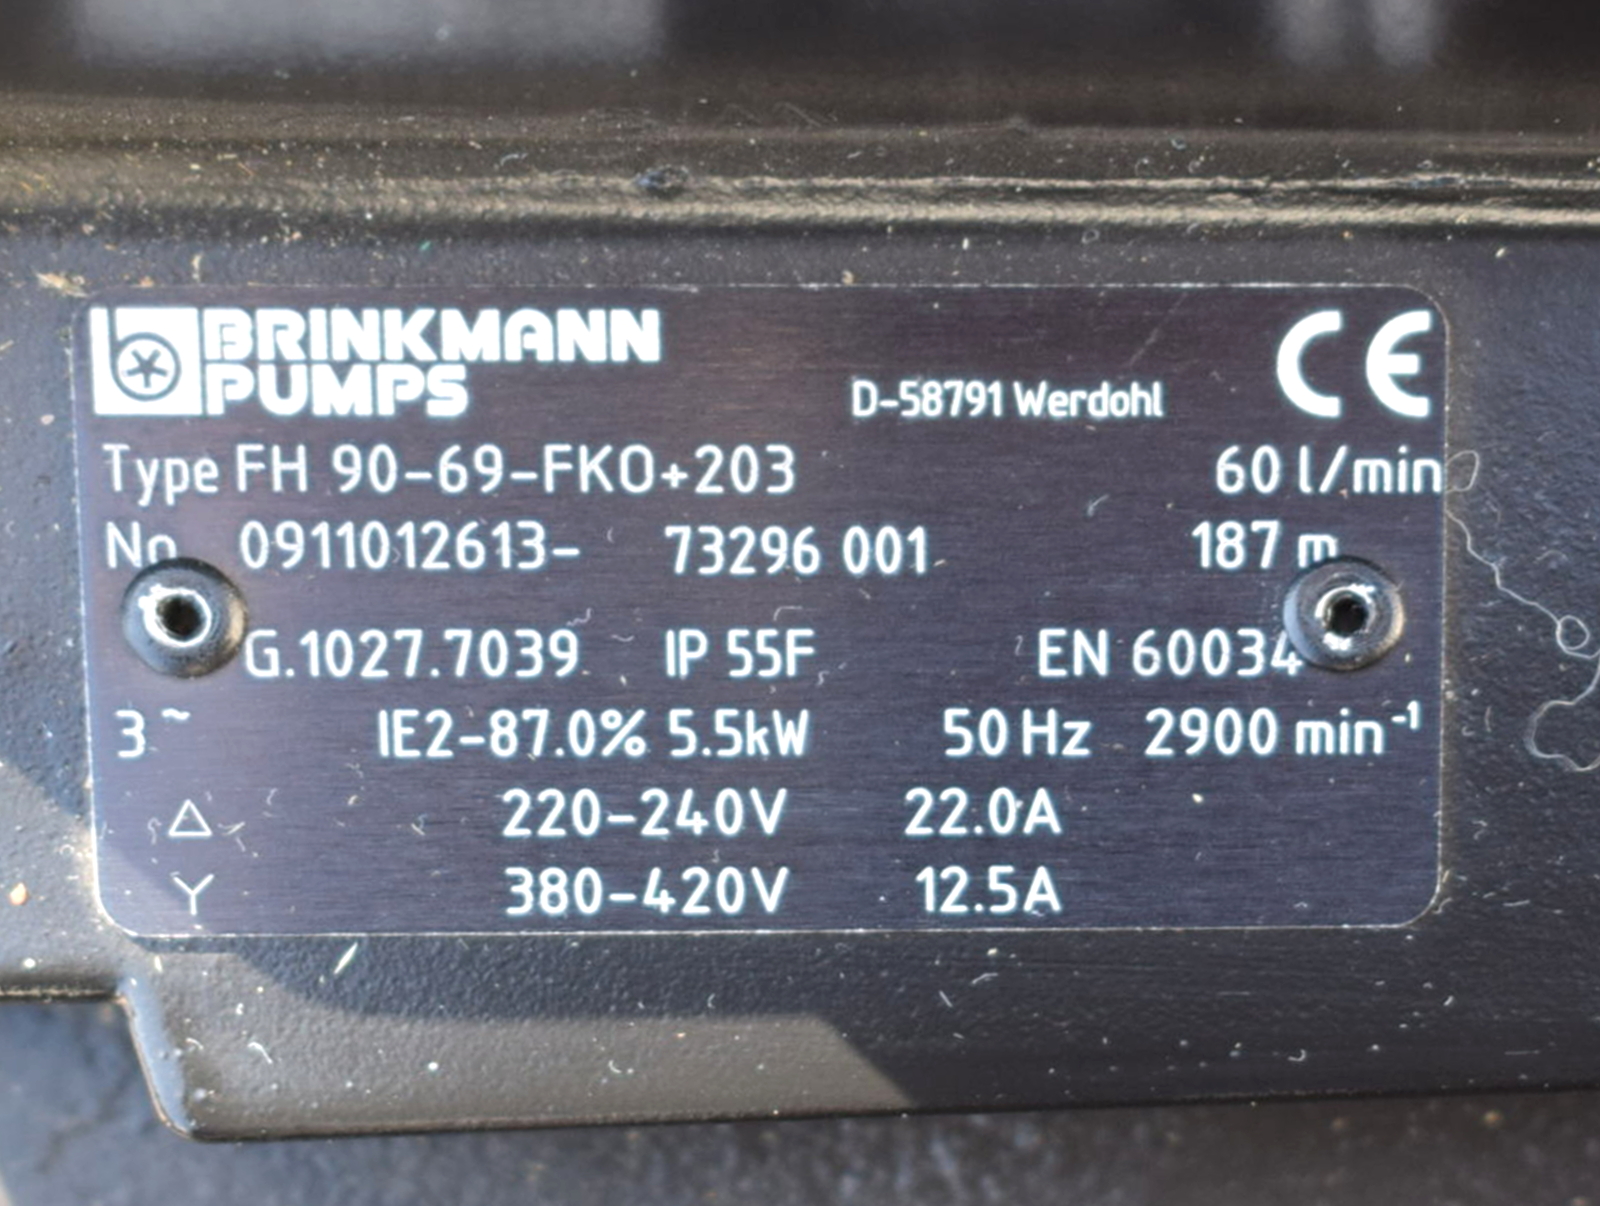 BRINKMANN
PUMPS
D-58791 Werdohl
CE
Type FH 90-69-FKO+203 60 l/min
No 0911012613- 73296 001 187 m
G.1027.7039 IP 55F EN 60034
3~ IE2-87.0% 5.5kW 50 Hz 2900 min⁻¹
△ 220-240V 22.0A
Y 380-420V 12.5A